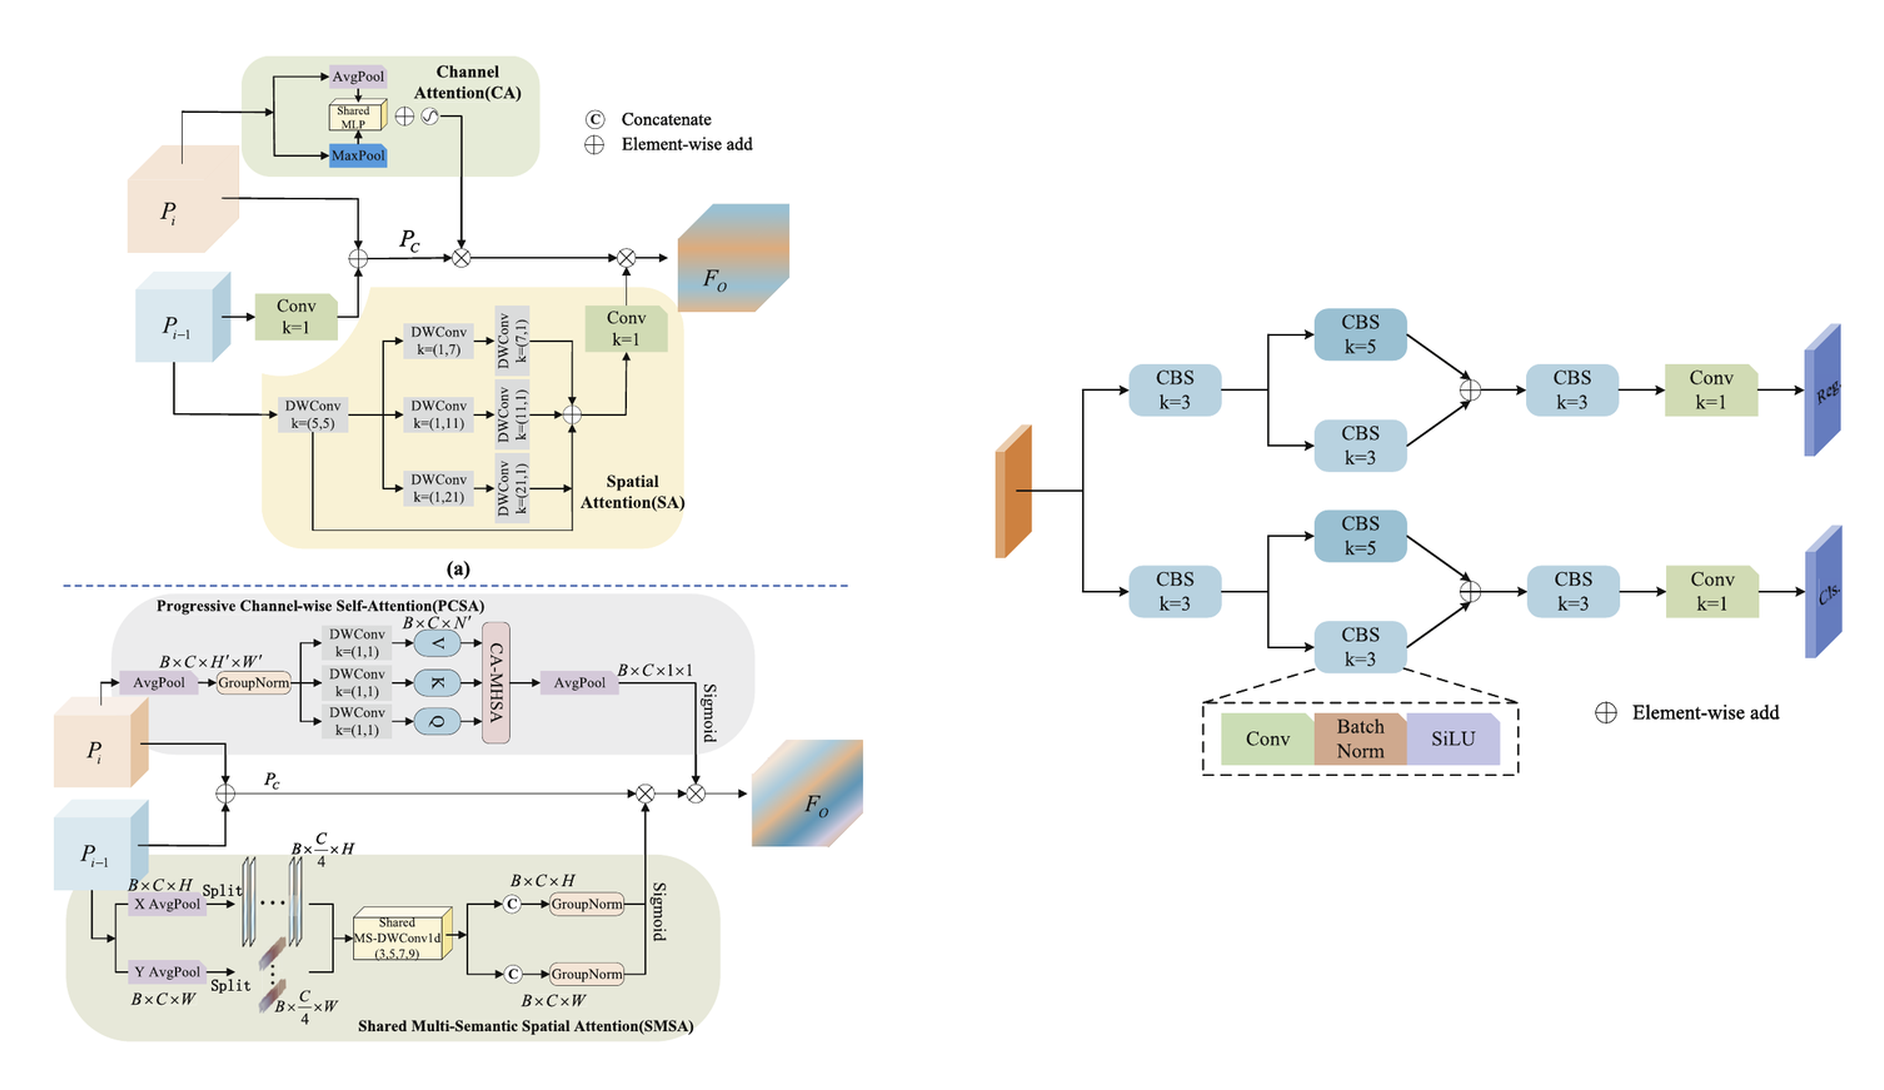 Channel
Attention(CA)
AvgPool
Shared
MLP
MaxPool
C Concatenate
Element-wise add
P_i
P_C
F_O
P_{i-1}
Conv
k=1
Conv
k=1
DWConv
k=(5,5)
DWConv
k=(1,7)
DWConv
k=(7,1)
DWConv
k=(1,11)
DWConv
k=(11,1)
DWConv
k=(1,21)
DWConv
k=(21,1)
Spatial
Attention(SA)
(a)
Progressive Channel-wise Self-Attention(PCSA)
B×C×N′
B×C×H′×W′
AvgPool
GroupNorm
DWConv
k=(1,1)
DWConv
k=(1,1)
DWConv
k=(1,1)
V
K
Q
CA-MHSA
AvgPool
B×C×1×1
Sigmoid
P_i
P_C
F_O
P_{i-1}
B×C×H
X AvgPool
Split
B×C/4×H
Y AvgPool
Split
B×C×W
B×C/4×W
Shared
MS-DWConv1d
(3,5,7,9)
B×C×H
C
GroupNorm
C
GroupNorm
B×C×W
Sigmoid
Shared Multi-Semantic Spatial Attention(SMSA)
CBS
k=3
CBS
k=5
CBS
k=3
CBS
k=3
Conv
k=1
Reg.
CBS
k=3
CBS
k=5
CBS
k=3
CBS
k=3
Conv
k=1
Cls.
Conv
Batch
Norm
SiLU
Element-wise add